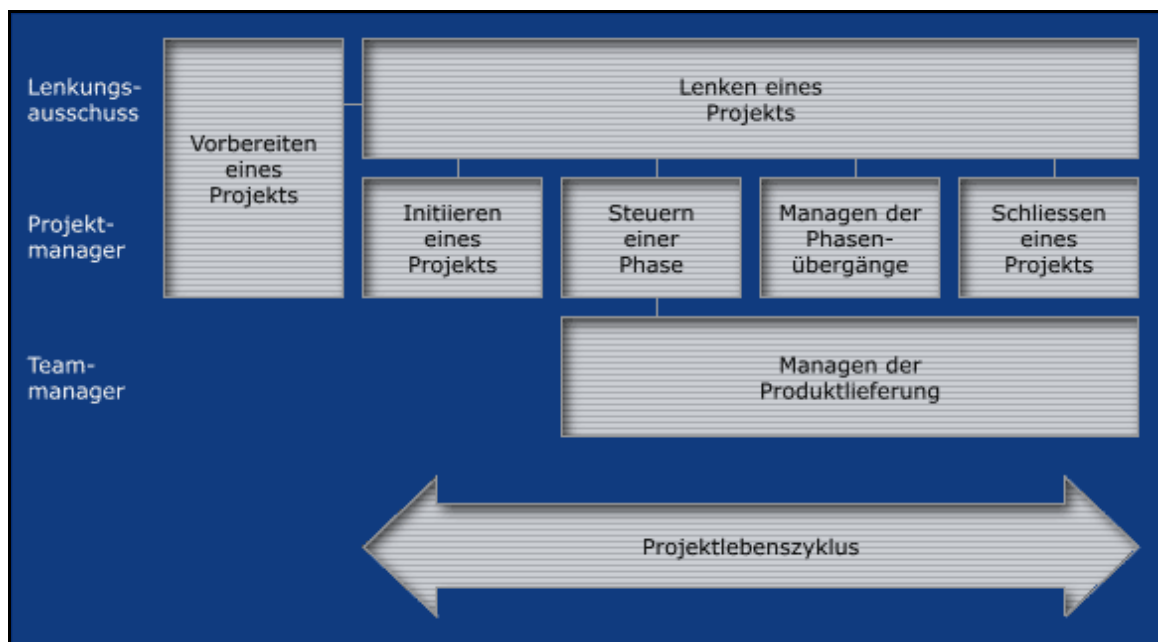 Lenkungs-
ausschuss
Vorbereiten
eines
Projekts
Lenken eines
Projekts
Projekt-
manager
Initiieren
eines
Projekts
Steuern
einer
Phase
Managen der
Phasen-
übergänge
Schliessen
eines
Projekts
Team-
manager
Managen der
Produktlieferung
Projektlebenszyklus